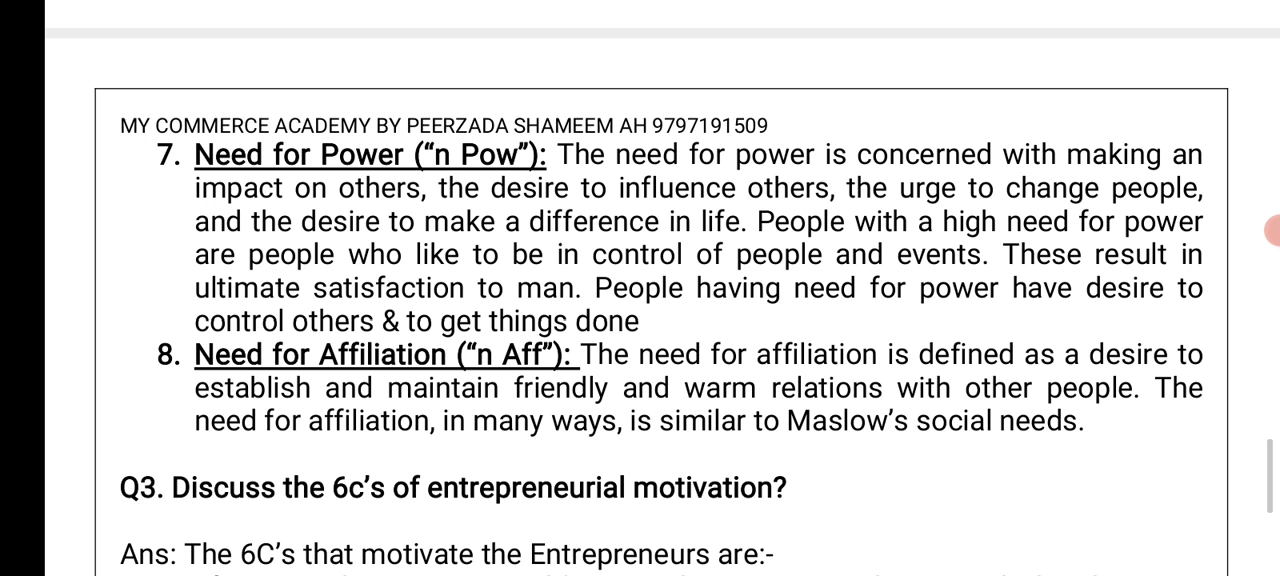 MY COMMERCE ACADEMY BY PEERZADA SHAMEEM AH 9797191509
7. Need for Power (“n Pow”): The need for power is concerned with making an
impact on others, the desire to influence others, the urge to change people,
and the desire to make a difference in life. People with a high need for power
are people who like to be in control of people and events. These result in
ultimate satisfaction to man. People having need for power have desire to
control others & to get things done
8. Need for Affiliation (“n Aff”): The need for affiliation is defined as a desire to
establish and maintain friendly and warm relations with other people. The
need for affiliation, in many ways, is similar to Maslow’s social needs.
Q3. Discuss the 6c’s of entrepreneurial motivation?
Ans: The 6C’s that motivate the Entrepreneurs are:-